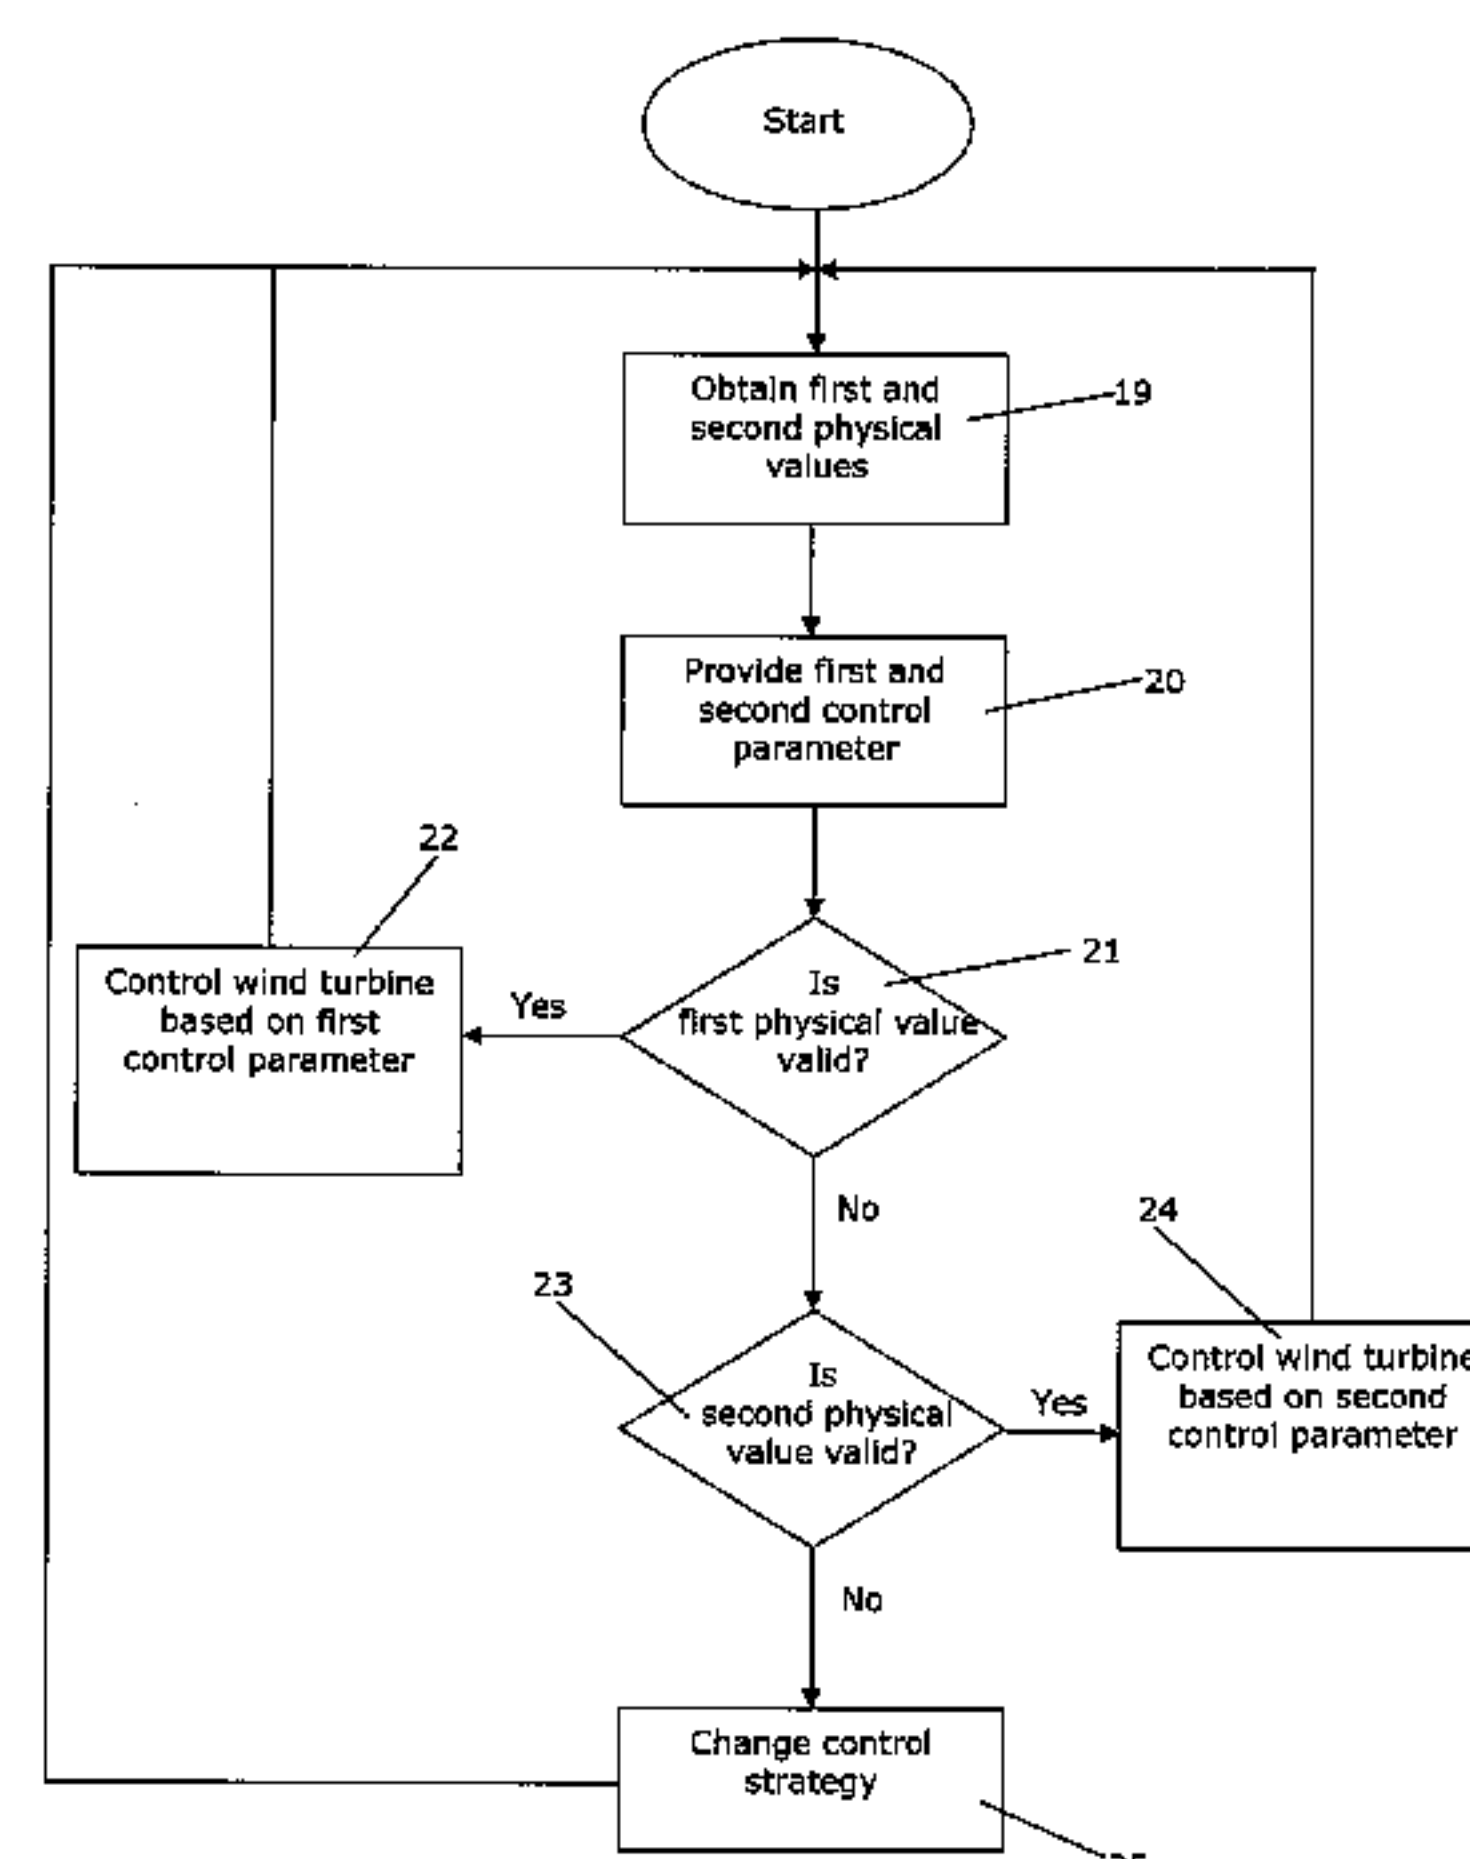 Start
Obtain first and
second physical
values
19
Provide first and
second control
parameter
20
22
Control wind turbine
based on first
control parameter
Yes
Is
first physical value
valid?
21
No
24
23
Is
second physical
value valid?
Yes
Control wind turbine
based on second
control parameter
No
Change control
strategy